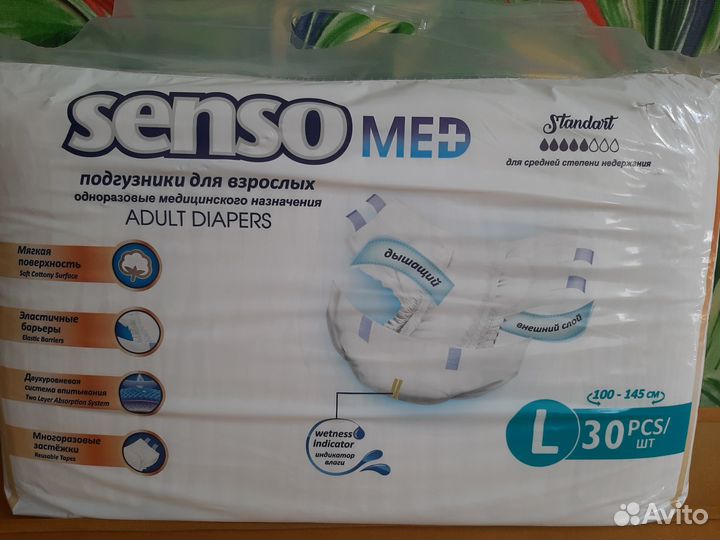 senso MED
Standart
для средней степени недержания
подгузники для взрослых
одноразовые медицинского назначения
ADULT DIAPERS
Мягкая
поверхность
Soft Cottony Surface
дышащий
внешний слой
Эластичные
барьеры
Elastic Barriers
Двухуровневая
система впитывания
Two Layer Absorption System
Многоразовые
застёжки
Reusable Tapes
wetness
indicator
индикатор
влаги
100 - 145 см
L 30 PCS/
шт
Avito